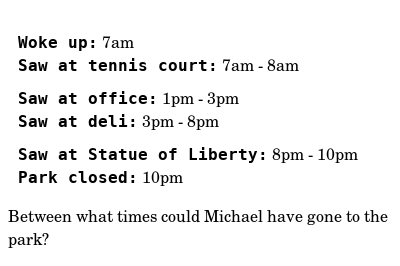 Woke up: 7am
Saw at tennis court: 7am - 8am
Saw at office: 1pm - 3pm
Saw at deli: 3pm - 8pm
Saw at Statue of Liberty: 8pm - 10pm
Park closed: 10pm
Between what times could Michael have gone to the
park?